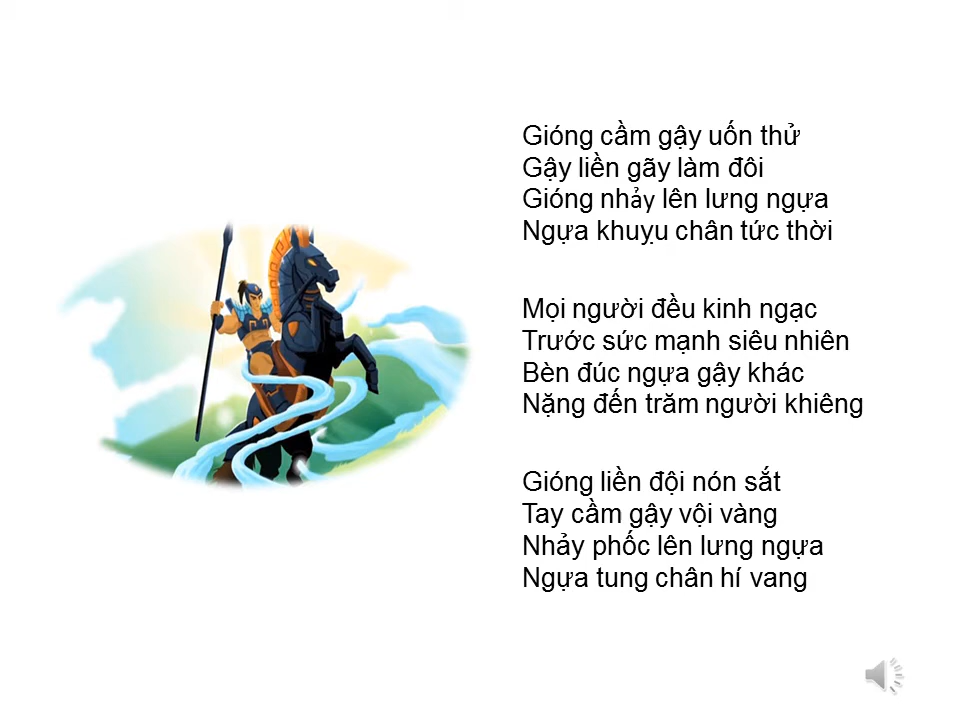 Gióng cầm gậy uốn thử
Gậy liền gãy làm đôi
Gióng nhảy lên lưng ngựa
Ngựa khuỵu chân tức thời
Mọi người đều kinh ngạc
Trước sức mạnh siêu nhiên
Bèn đúc ngựa gậy khác
Nặng đến trăm người khiêng
Gióng liền đội nón sắt
Tay cầm gậy vội vàng
Nhảy phốc lên lưng ngựa
Ngựa tung chân hí vang